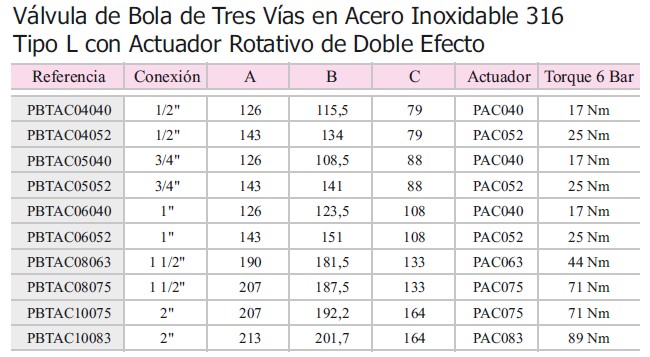 Válvula de Bola de Tres Vías en Acero Inoxidable 316
Tipo L con Actuador Rotativo de Doble Efecto
Referencia Conexión A B C Actuador Torque 6 Bar
PBTAC04040 1/2" 126 115,5 79 PAC040 17 Nm
PBTAC04052 1/2" 143 134 79 PAC052 25 Nm
PBTAC05040 3/4" 126 108,5 88 PAC040 17 Nm
PBTAC05052 3/4" 143 141 88 PAC052 25 Nm
PBTAC06040 1" 126 123,5 108 PAC040 17 Nm
PBTAC06052 1" 143 151 108 PAC052 25 Nm
PBTAC08063 1 1/2" 190 181,5 133 PAC063 44 Nm
PBTAC08075 1 1/2" 207 187,5 133 PAC075 71 Nm
PBTAC10075 2" 207 192,2 164 PAC075 71 Nm
PBTAC10083 2" 213 201,7 164 PAC083 89 Nm